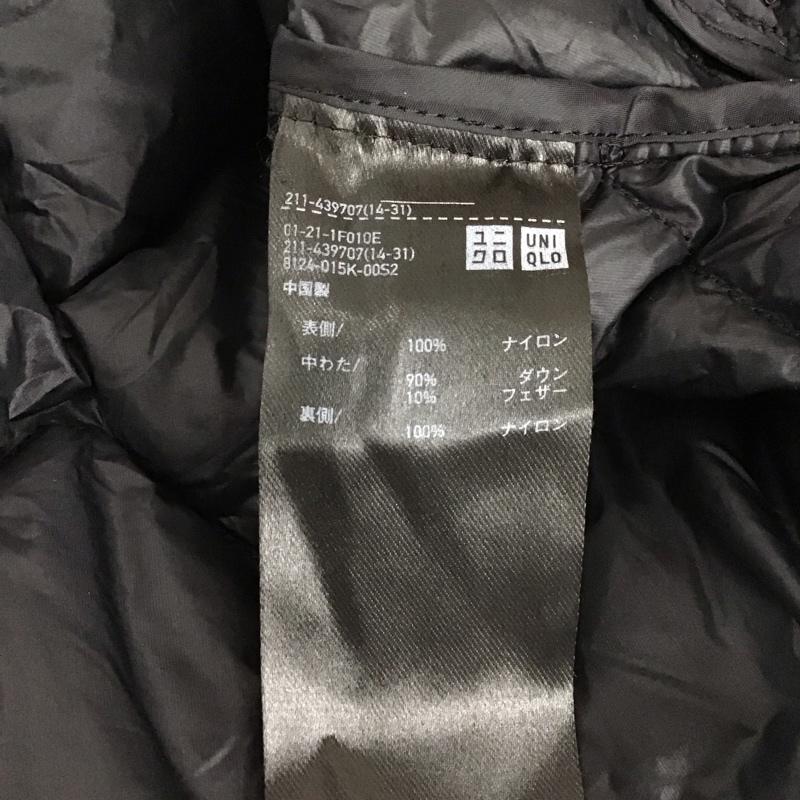 211-439707(14-31)
01-21-1F010E
211-439707(14-31)
8124-015K-00S2
中国製
ユニ
クロ
UNI
QLO
表側/
100% ナイロン
中わた/
90% ダウン
10% フェザー
裏側/
100% ナイロン